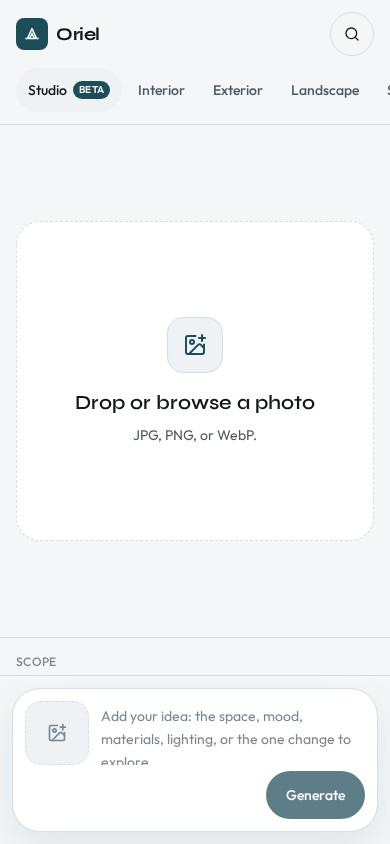 Oriel
Studio BETA Interior Exterior Landscape
Drop or browse a photo
JPG, PNG, or WebP.
SCOPE
Add your idea: the space, mood,
materials, lighting, or the one change to
explore.
Generate